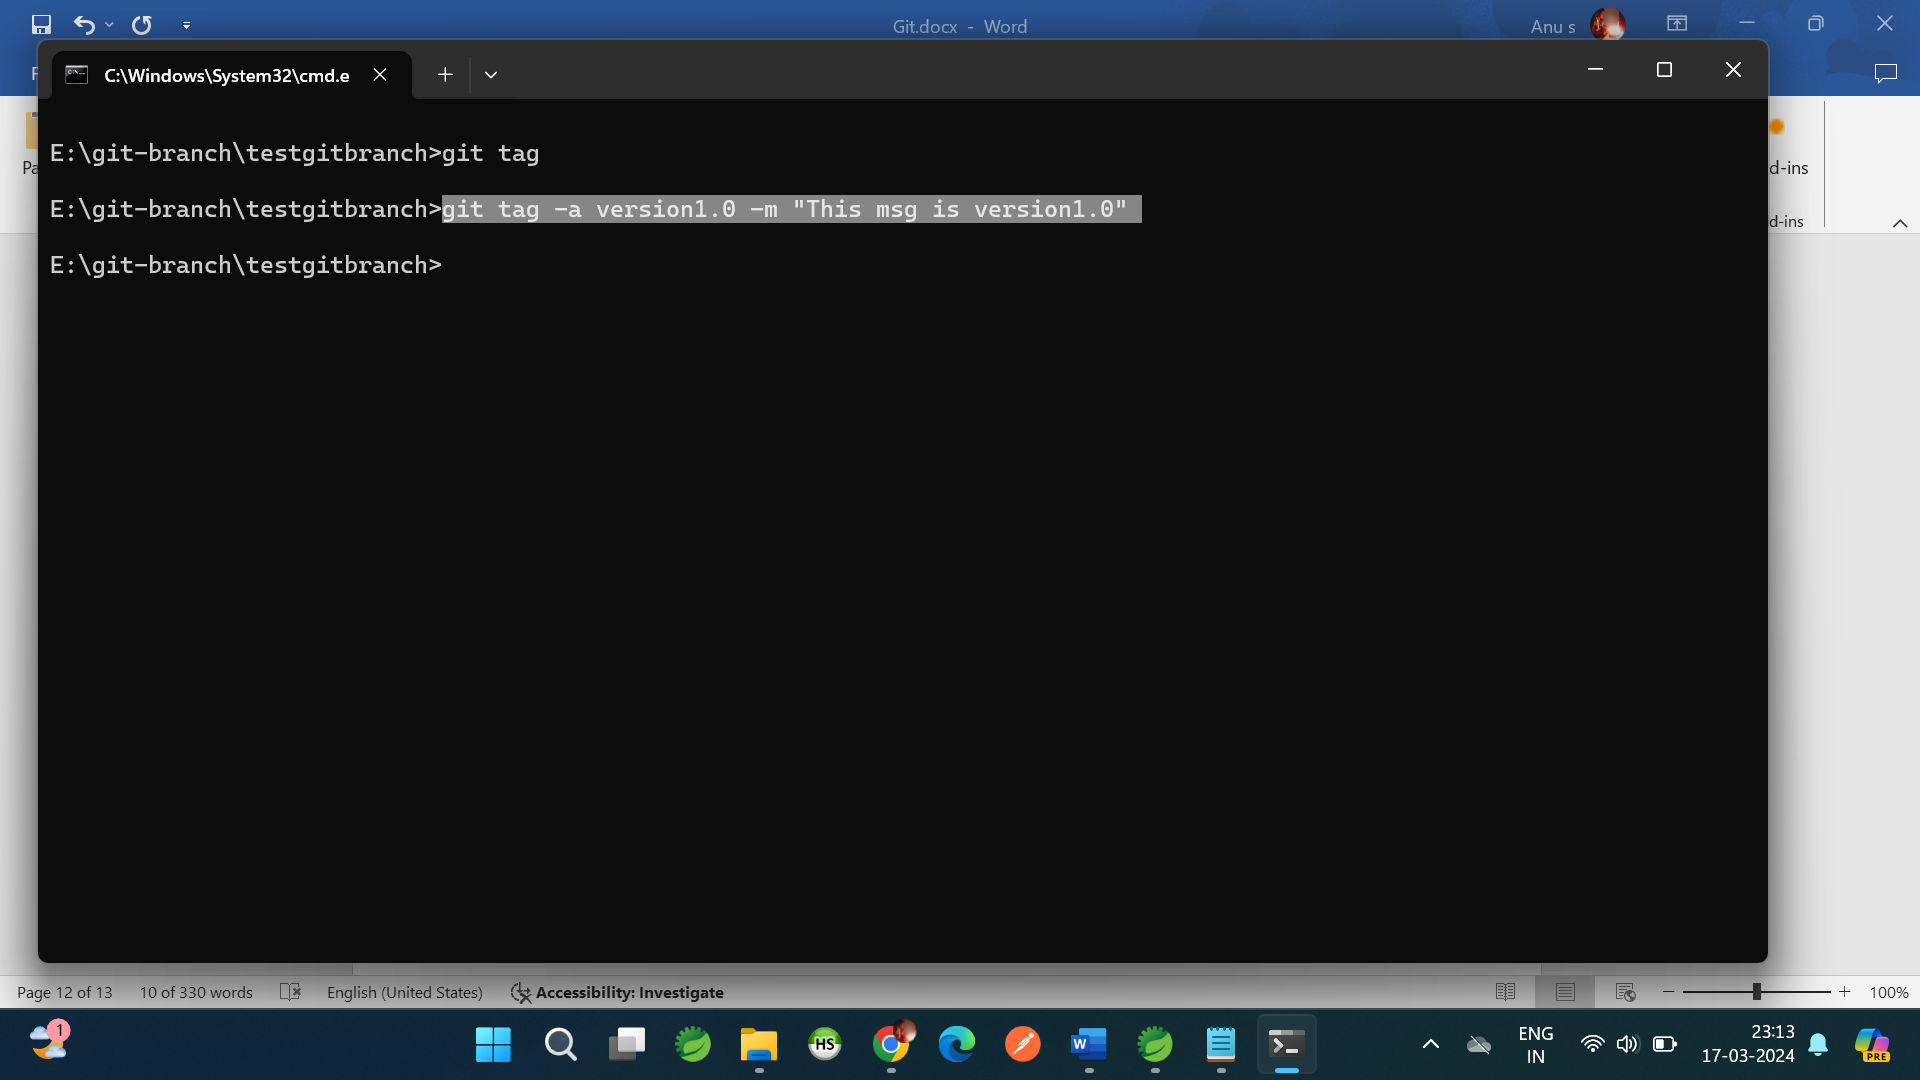 Git.docx - Word
Anu s
C:\Windows\System32\cmd.e
E:\git-branch\testgitbranch>git tag
E:\git-branch\testgitbranch>git tag -a version1.0 -m "This msg is version1.0"
E:\git-branch\testgitbranch>
Pa
d-ins
d-ins
Page 12 of 13
10 of 330 words
English (United States)
Accessibility: Investigate
100%
1
HS
W
ENG
IN
23:13
17-03-2024
PRE